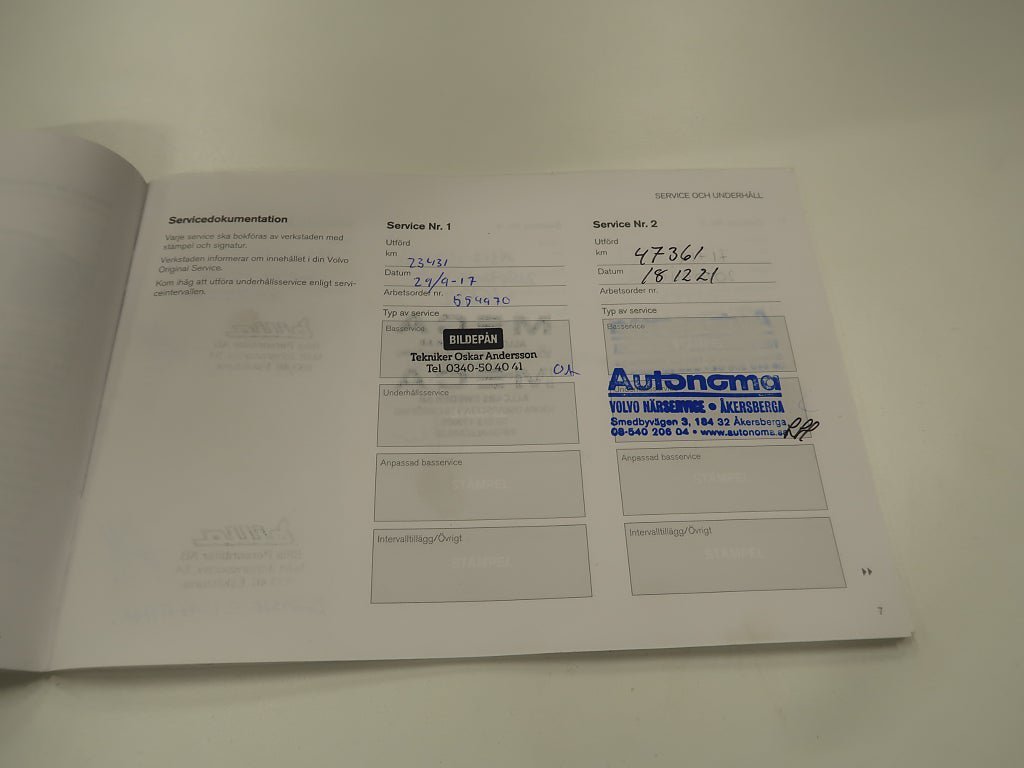 SERVICE OCH UNDERHÅLL
Servicedokumentation
Varje service ska bokföras av verkstaden med
stämpel och signatur.
Verkstaden informerar om innehållet i din Volvo
Original Service.
Kom ihåg att utföra underhållsservice enligt servi-
ceintervallen.
Service Nr. 1
Utförd
km 23431
Datum 29/9-17
Arbetsorder nr.
Typ av service
Basservice
BILDEPÅN
Tekniker Oskar Andersson
Tel 0340-50 40 41
Underhållsservice
Anpassad basservice
STÄMPEL
Intervalltillägg/Övrigt
STÄMPEL
Service Nr. 2
Utförd
km 47361
Datum 181221
Arbetsorder nr.
Typ av service
Basservice
Autonoma
VOLVO NÄRSERVICE • ÅKERSBERGA
Smedbyvägen 3, 184 32 Åkersberga
08-540 206 04 • www.autonoma.se
Anpassad basservice
STÄMPEL
Intervalltillägg/Övrigt
STÄMPEL
7